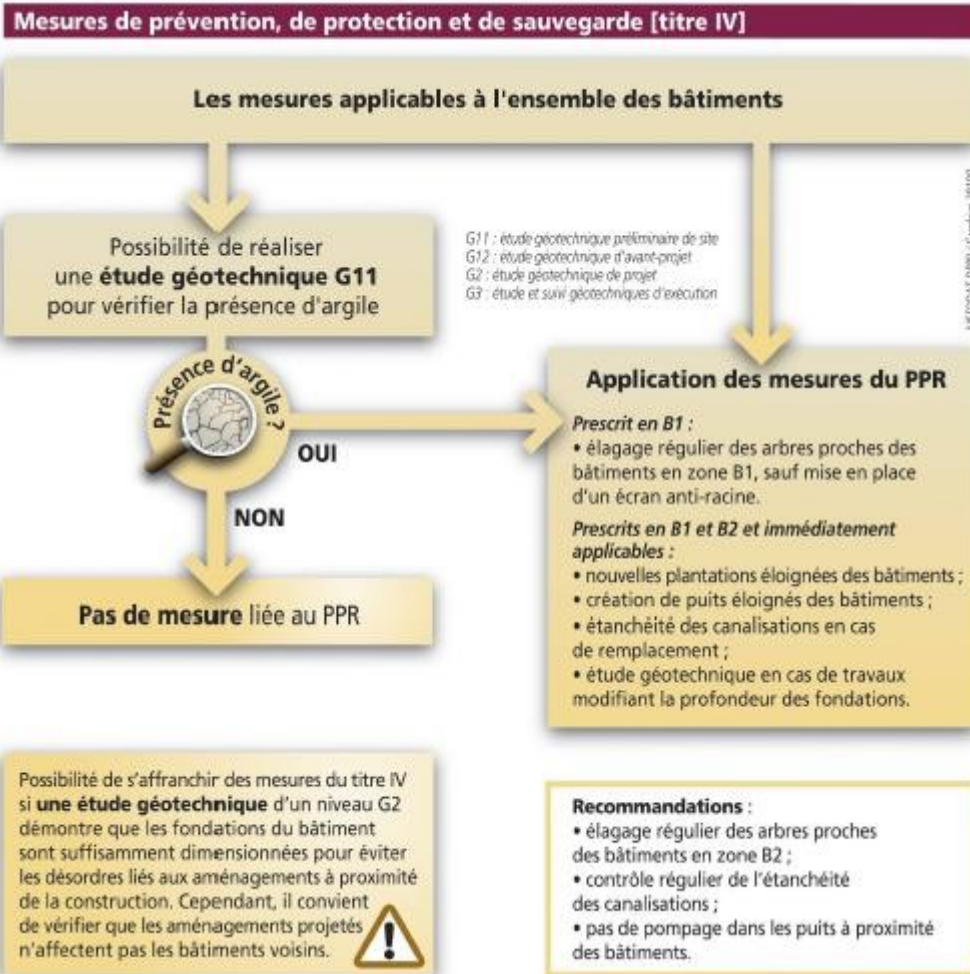 Mesures de prévention, de protection et de sauvegarde [titre IV]
Les mesures applicables à l'ensemble des bâtiments
Possibilité de réaliser
une étude géotechnique G11
pour vérifier la présence d'argile
G11 : étude géotechnique préliminaire de site
G12 : étude géotechnique d'avant-projet
G2 : étude géotechnique de projet
G3 : étude et suivi géotechniques d'exécution
Présence d'argile ?
OUI
NON
Pas de mesure liée au PPR
Application des mesures du PPR
Prescrit en B1 :
• élagage régulier des arbres proches des
bâtiments en zone B1, sauf mise en place
d'un écran anti-racine.
Prescrits en B1 et B2 et immédiatement
applicables :
• nouvelles plantations éloignées des bâtiments ;
• création de puits éloignés des bâtiments ;
• étanchéité des canalisations en cas
de remplacement ;
• étude géotechnique en cas de travaux
modifiant la profondeur des fondations.
Possibilité de s'affranchir des mesures du titre IV
si une étude géotechnique d'un niveau G2
démontre que les fondations du bâtiment
sont suffisamment dimensionnées pour éviter
les désordres liés aux aménagements à proximité
de la construction. Cependant, il convient
de vérifier que les aménagements projetés
n'affectent pas les bâtiments voisins.
!
Recommandations :
• élagage régulier des arbres proches
des bâtiments en zone B2 ;
• contrôle régulier de l'étanchéité
des canalisations ;
• pas de pompage dans les puits à proximité
des bâtiments.